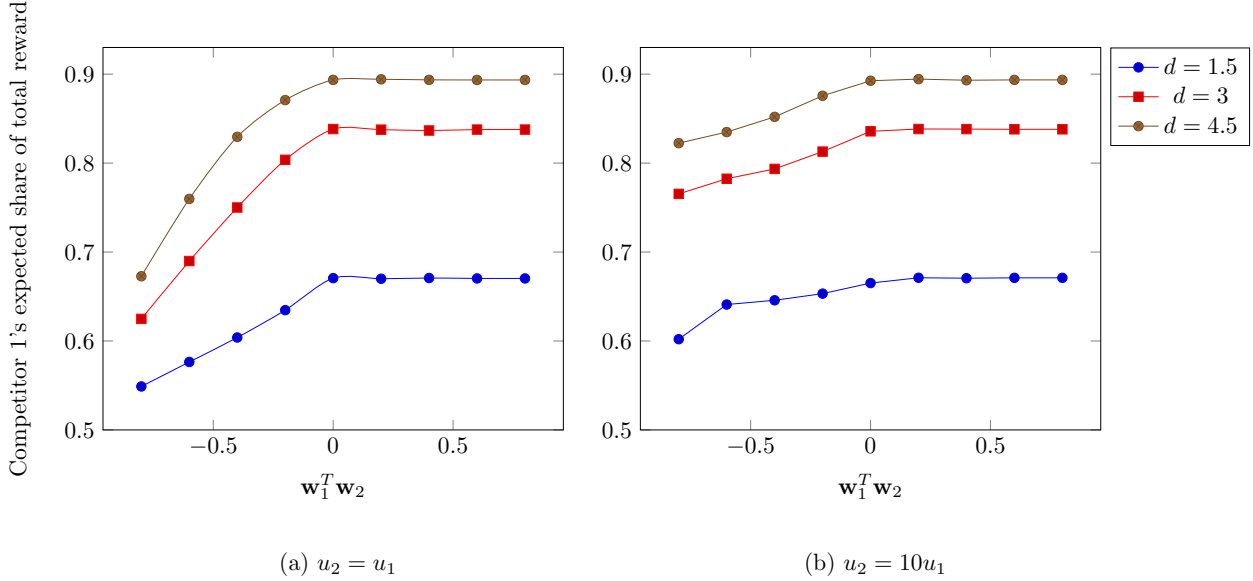 Competitor 1's expected share of total reward
0.9
0.8
0.7
0.6
0.5
−0.5 0 0.5
w₁ᵀw₂
(a) u₂ = u₁
0.9
0.8
0.7
0.6
0.5
−0.5 0 0.5
w₁ᵀw₂
(b) u₂ = 10u₁
d = 1.5
d = 3
d = 4.5